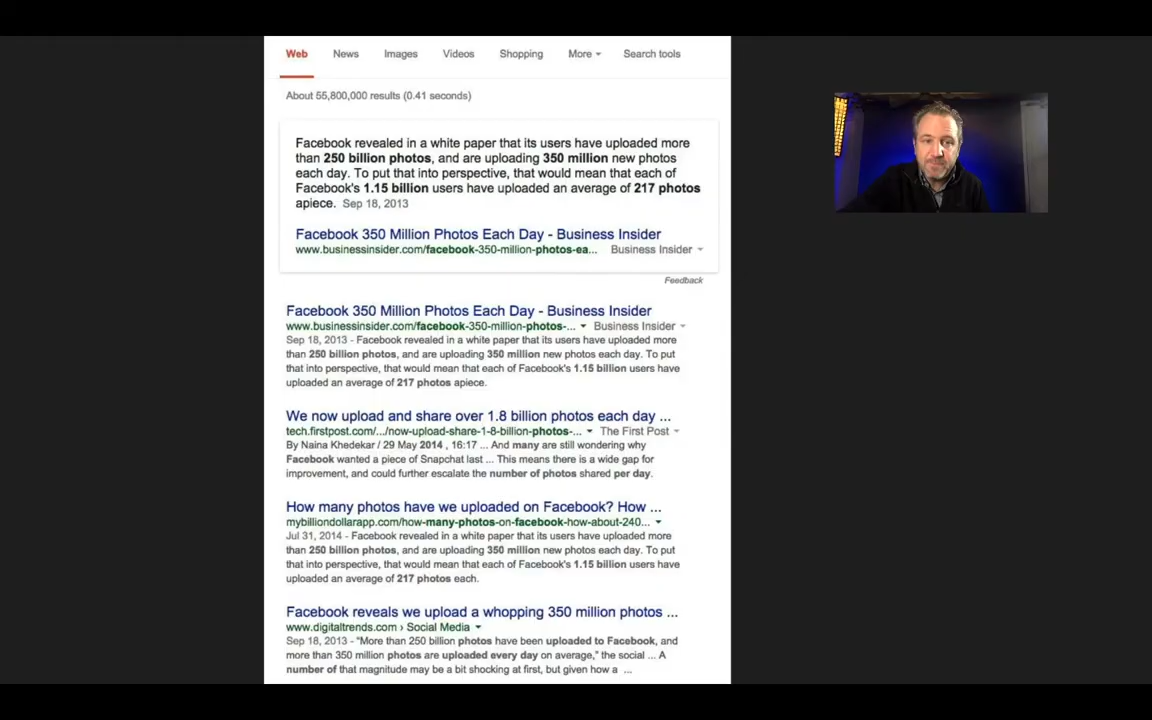 Web News Images Videos Shopping More Search tools
About 55,800,000 results (0.41 seconds)
Facebook revealed in a white paper that its users have uploaded more
than 250 billion photos, and are uploading 350 million new photos
each day. To put that into perspective, that would mean that each of
Facebook's 1.15 billion users have uploaded an average of 217 photos
apiece. Sep 18, 2013
Facebook 350 Million Photos Each Day - Business Insider
www.businessinsider.com/facebook-350-million-photos-ea... Business Insider
Feedback
Facebook 350 Million Photos Each Day - Business Insider
www.businessinsider.com/facebook-350-million-photos-... Business Insider
Sep 18, 2013 - Facebook revealed in a white paper that its users have uploaded more
than 250 billion photos, and are uploading 350 million new photos each day. To put
that into perspective, that would mean that each of Facebook's 1.15 billion users have
uploaded an average of 217 photos apiece.
We now upload and share over 1.8 billion photos each day ...
tech.firstpost.com/.../now-upload-share-1-8-billion-photos-... The First Post
By Naina Khedekar / 29 May 2014 , 16:17 ... And many are still wondering why
Facebook wanted a piece of Snapchat last ... This means there is a wide gap for
improvement, and could further escalate the number of photos shared per day.
How many photos have we uploaded on Facebook? How ...
mybilliondollarapp.com/how-many-photos-on-facebook-how-about-240...
Jul 31, 2014 - Facebook revealed in a white paper that its users have uploaded more
than 250 billion photos, and are uploading 350 million new photos each day. To put
that into perspective, that would mean that each of Facebook's 1.15 billion users have
uploaded an average of 217 photos each.
Facebook reveals we upload a whopping 350 million photos ...
www.digitaltrends.com › Social Media
Sep 18, 2013 - "More than 250 billion photos have been uploaded to Facebook, and
more than 350 million photos are uploaded every day on average," the social ... A
number of that magnitude may be a bit shocking at first, but given how a ...